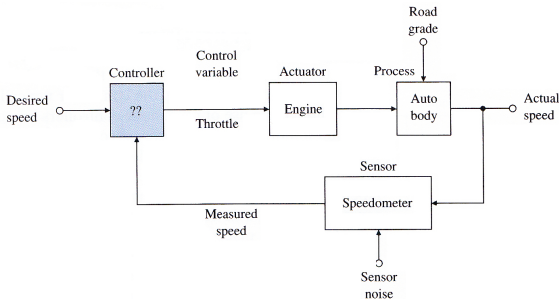 Road
grade
Control
variable
Controller
Actuator
Process
Desired
speed
??
Throttle
Engine
Auto
body
Actual
speed
Sensor
Speedometer
Measured
speed
Sensor
noise